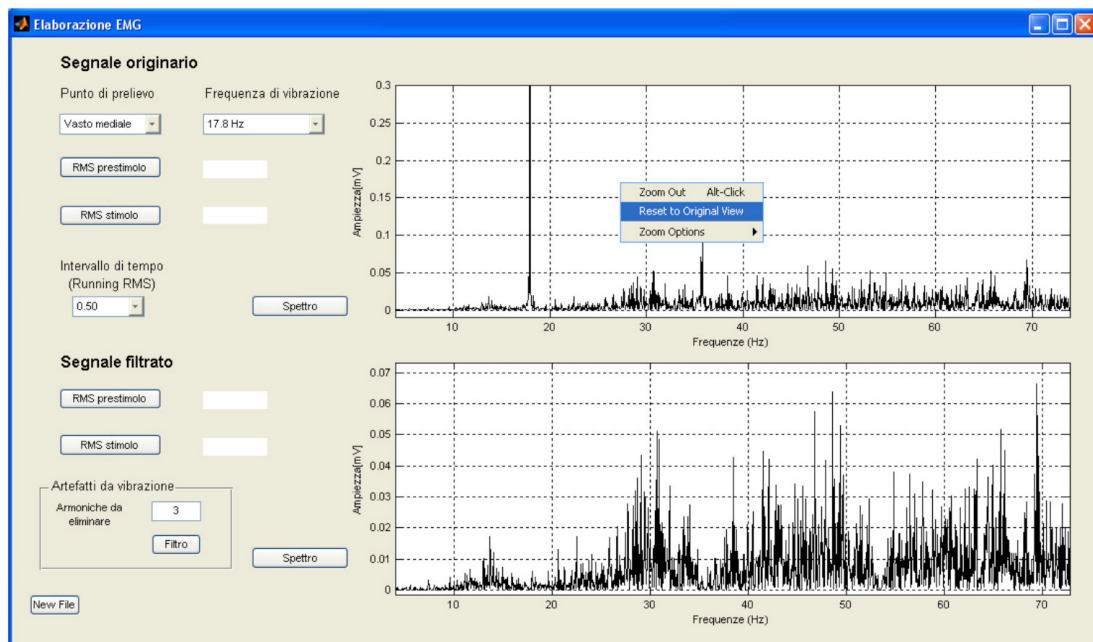 Elaborazione EMG
Segnale originario
Punto di prelievo
Frequenza di vibrazione
Vasto mediale
17.8 Hz
RMS prestimolo
RMS stimolo
Intervallo di tempo
(Running RMS)
0.50
Spettro
0.3
0.25
0.2
0.15
0.1
0.05
0
Ampiezza[mV]
10 20 30 40 50 60 70
Frequenze (Hz)
Zoom Out Alt-Click
Reset to Original View
Zoom Options
Segnale filtrato
RMS prestimolo
RMS stimolo
Artefatti da vibrazione
Armoniche da
eliminare
3
Filtro
Spettro
New File
0.07
0.06
0.05
0.04
0.03
0.02
0.01
0
Ampiezza[mV]
10 20 30 40 50 60 70
Frequenze (Hz)